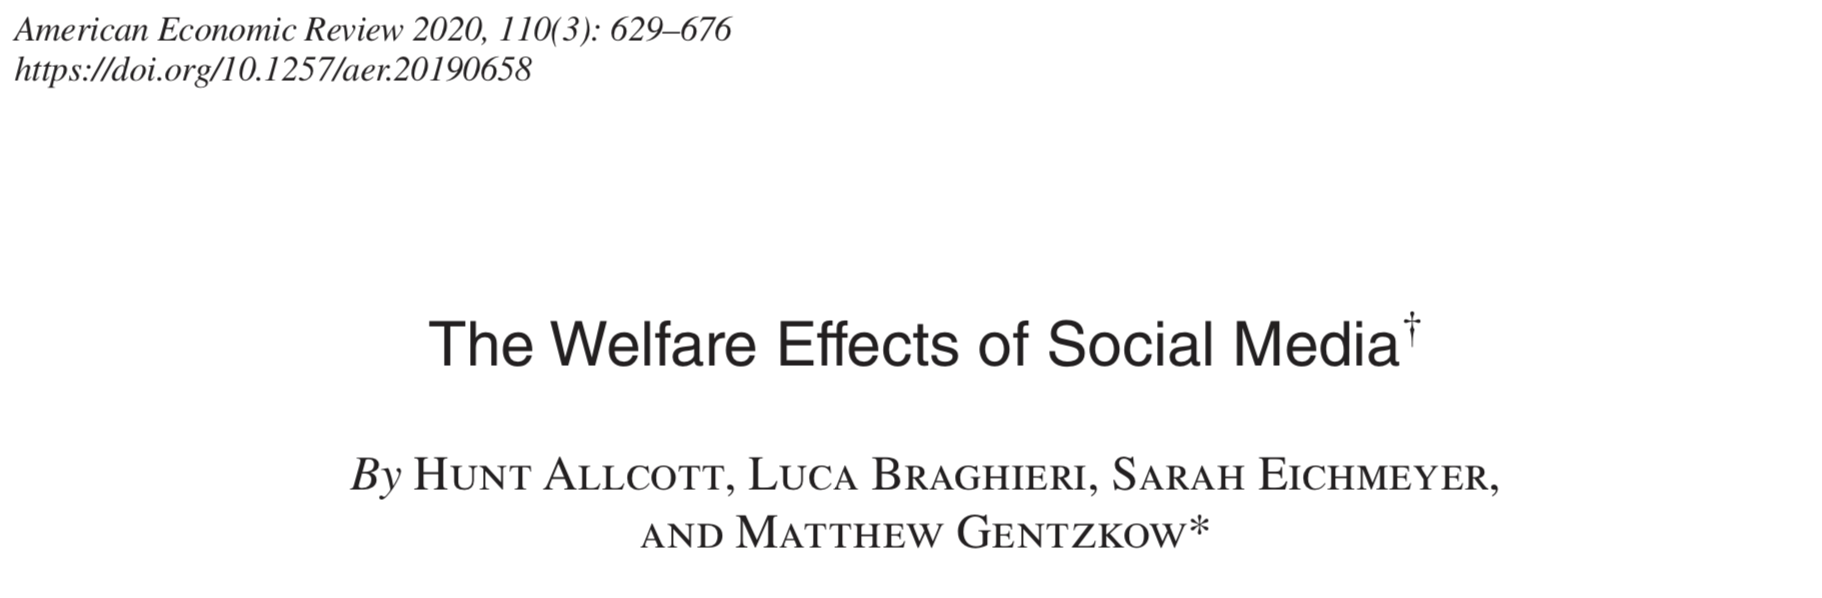 American Economic Review 2020, 110(3): 629–676
https://doi.org/10.1257/aer.20190658
The Welfare Effects of Social Media†
By Hunt Allcott, Luca Braghieri, Sarah Eichmeyer,
and Matthew Gentzkow*